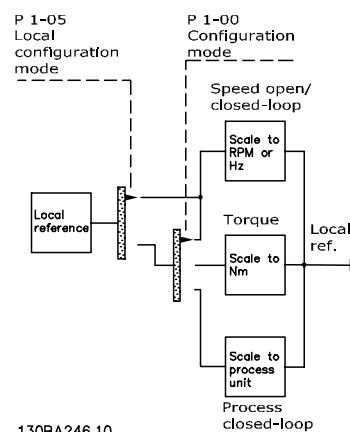 P 1-05
Local
configuration
mode
P 1-00
Configuration
mode
Speed open/
closed-loop
Scale to
RPM or
Hz
Local
reference
Torque
Scale to
Nm
Local
ref.
Scale to
process
unit
Process
closed-loop
130BA246.10